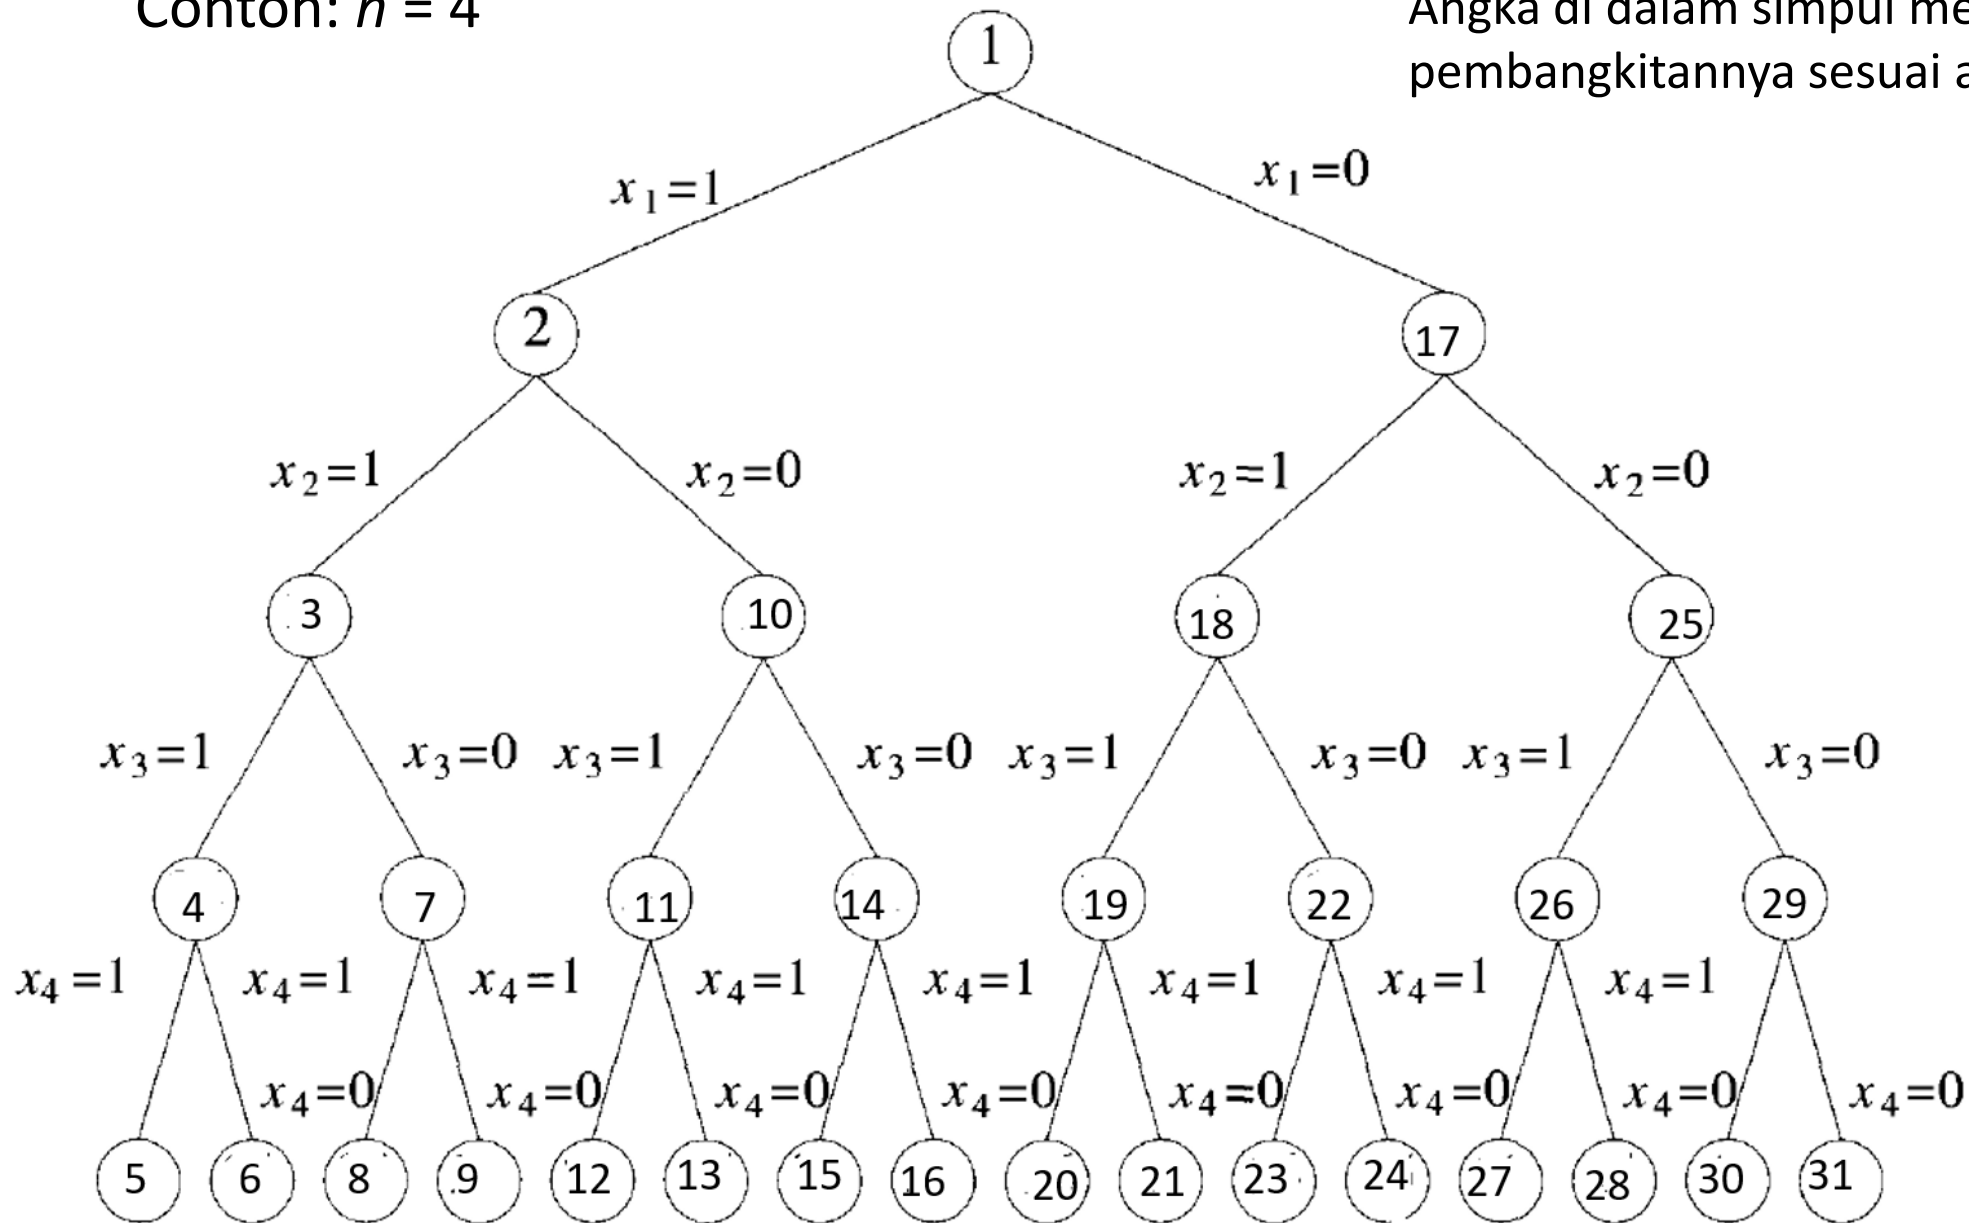 Contoh: n = 4
Angka di dalam simpul
pembangkitannya sesuai
1
x1=1 x1=0
2 17
x2=1 x2=0 x2=1 x2=0
3 10 18 25
x3=1 x3=0 x3=1 x3=0 x3=1 x3=0 x3=1 x3=0
4 7 11 14 19 22 26 29
x4=1 x4=1 x4=1 x4=1 x4=1 x4=1 x4=1 x4=1
x4=0 x4=0 x4=0 x4=0 x4=0 x4=0 x4=0 x4=0
5 6 8 9 12 13 15 16 20 21 23 24 27 28 30 31